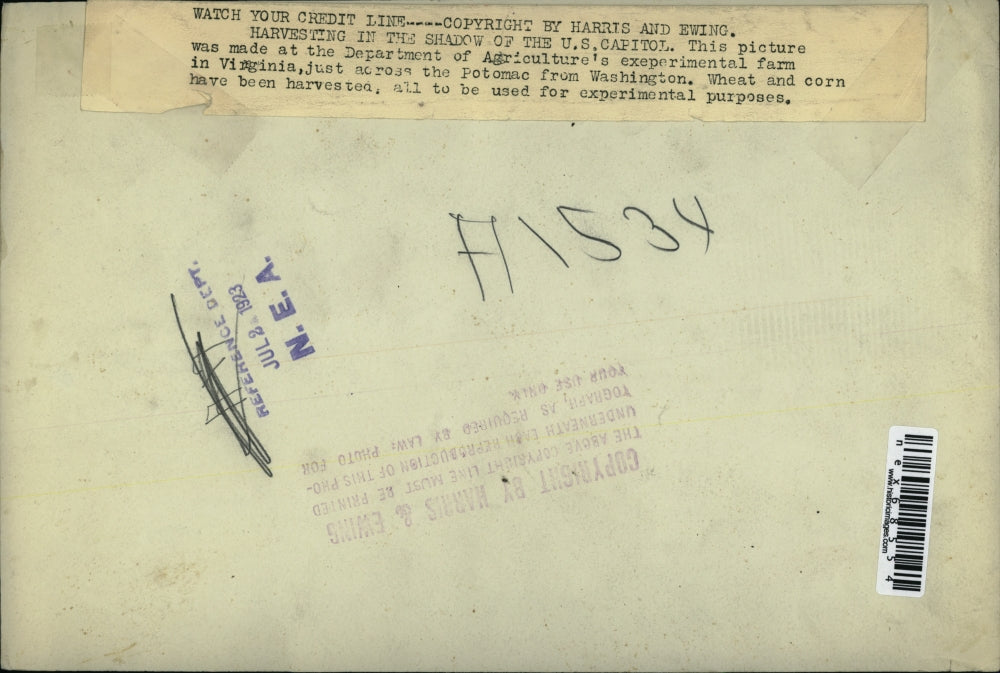 WATCH YOUR CREDIT LINE----COPYRIGHT BY HARRIS AND EWING.
HARVESTING IN THE SHADOW OF THE U.S.CAPITOL. This picture
was made at the Department of Agriculture's exeperimental farm
in Virginia,just across the Potomac from Washington. Wheat and corn
have been harvested, all to be used for experimental purposes.
A1534
REFERENCE DEPT.
JUL 2 1923
N. E. A.
COPYRIGHT BY HARRIS & EWING
THE ABOVE COPYRIGHT LINE MUST BE PRINTED
UNDERNEATH EACH REPRODUCTION OF THIS PHO-
TOGRAPH, AS REQUIRED BY LAW: PHOTO FOR
YOUR USE ONLY.
nex68554
www.historicimages.com